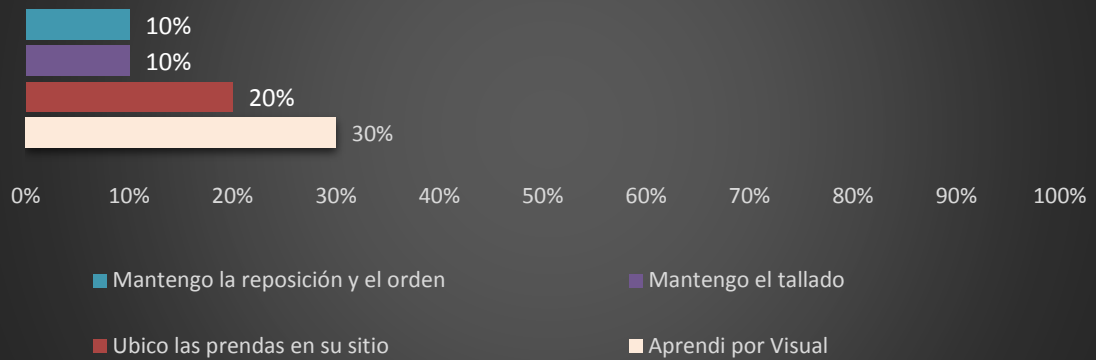 10%
10%
20%
30%
0% 10% 20% 30% 40% 50% 60% 70% 80% 90% 100%
Mantengo la reposición y el orden Mantengo el tallado
Ubico las prendas en su sitio Aprendi por Visual